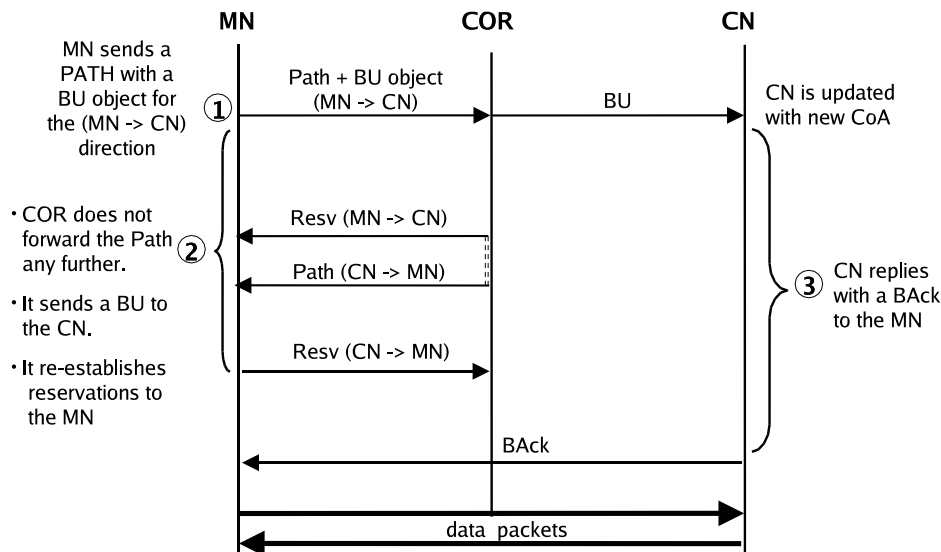 MN
COR
CN
MN sends a
PATH with a
BU object for
the (MN -> CN)
direction
①
Path + BU object
(MN -> CN)
BU
CN is updated
with new CoA
• COR does not
forward the Path
any further.
• It sends a BU to
the CN.
• It re-establishes
reservations to
the MN
②
Resv (MN -> CN)
Path (CN -> MN)
Resv (CN -> MN)
③
CN replies
with a BAck
to the MN
BAck
data packets